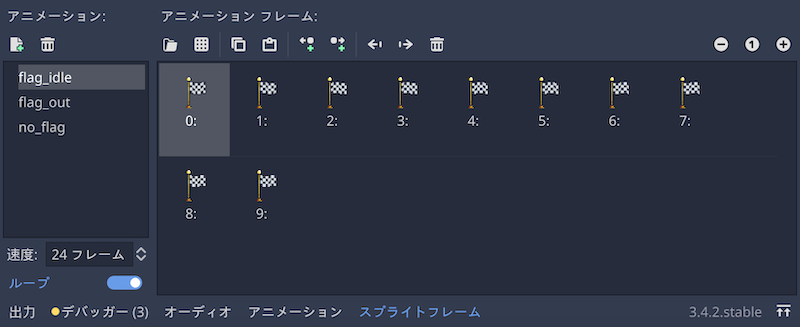 アニメーション:
アニメーション フレーム:
flag_idle
flag_out
no_flag
0: 1: 2: 3: 4: 5: 6: 7:
8: 9:
速度: 24 フレーム
ループ
出力 デバッガー (3) オーディオ アニメーション スプライトフレーム 3.4.2.stable